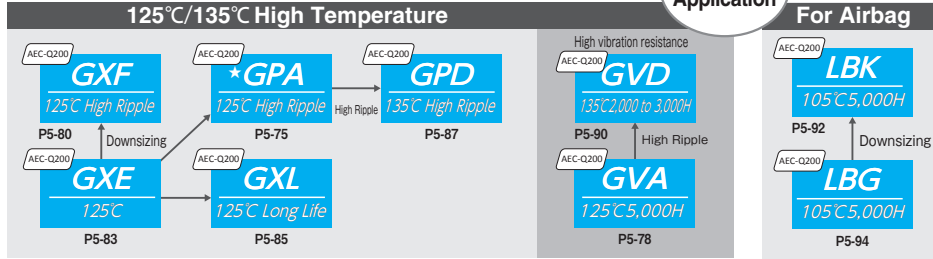 Application
125℃/135℃ High Temperature
For Airbag
AEC-Q200
GXF
125℃ High Ripple
P5-80
Downsizing
AEC-Q200
GXE
125℃
P5-83
AEC-Q200
★GPA
125℃ High Ripple
P5-75
High Ripple
AEC-Q200
GXL
125℃ Long Life
P5-85
AEC-Q200
GPD
135℃ High Ripple
P5-87
High vibration resistance
AEC-Q200
GVD
135℃2,000 to 3,000H
P5-90
High Ripple
AEC-Q200
GVA
125℃5,000H
P5-78
AEC-Q200
LBK
105℃5,000H
P5-92
Downsizing
AEC-Q200
LBG
105℃5,000H
P5-94